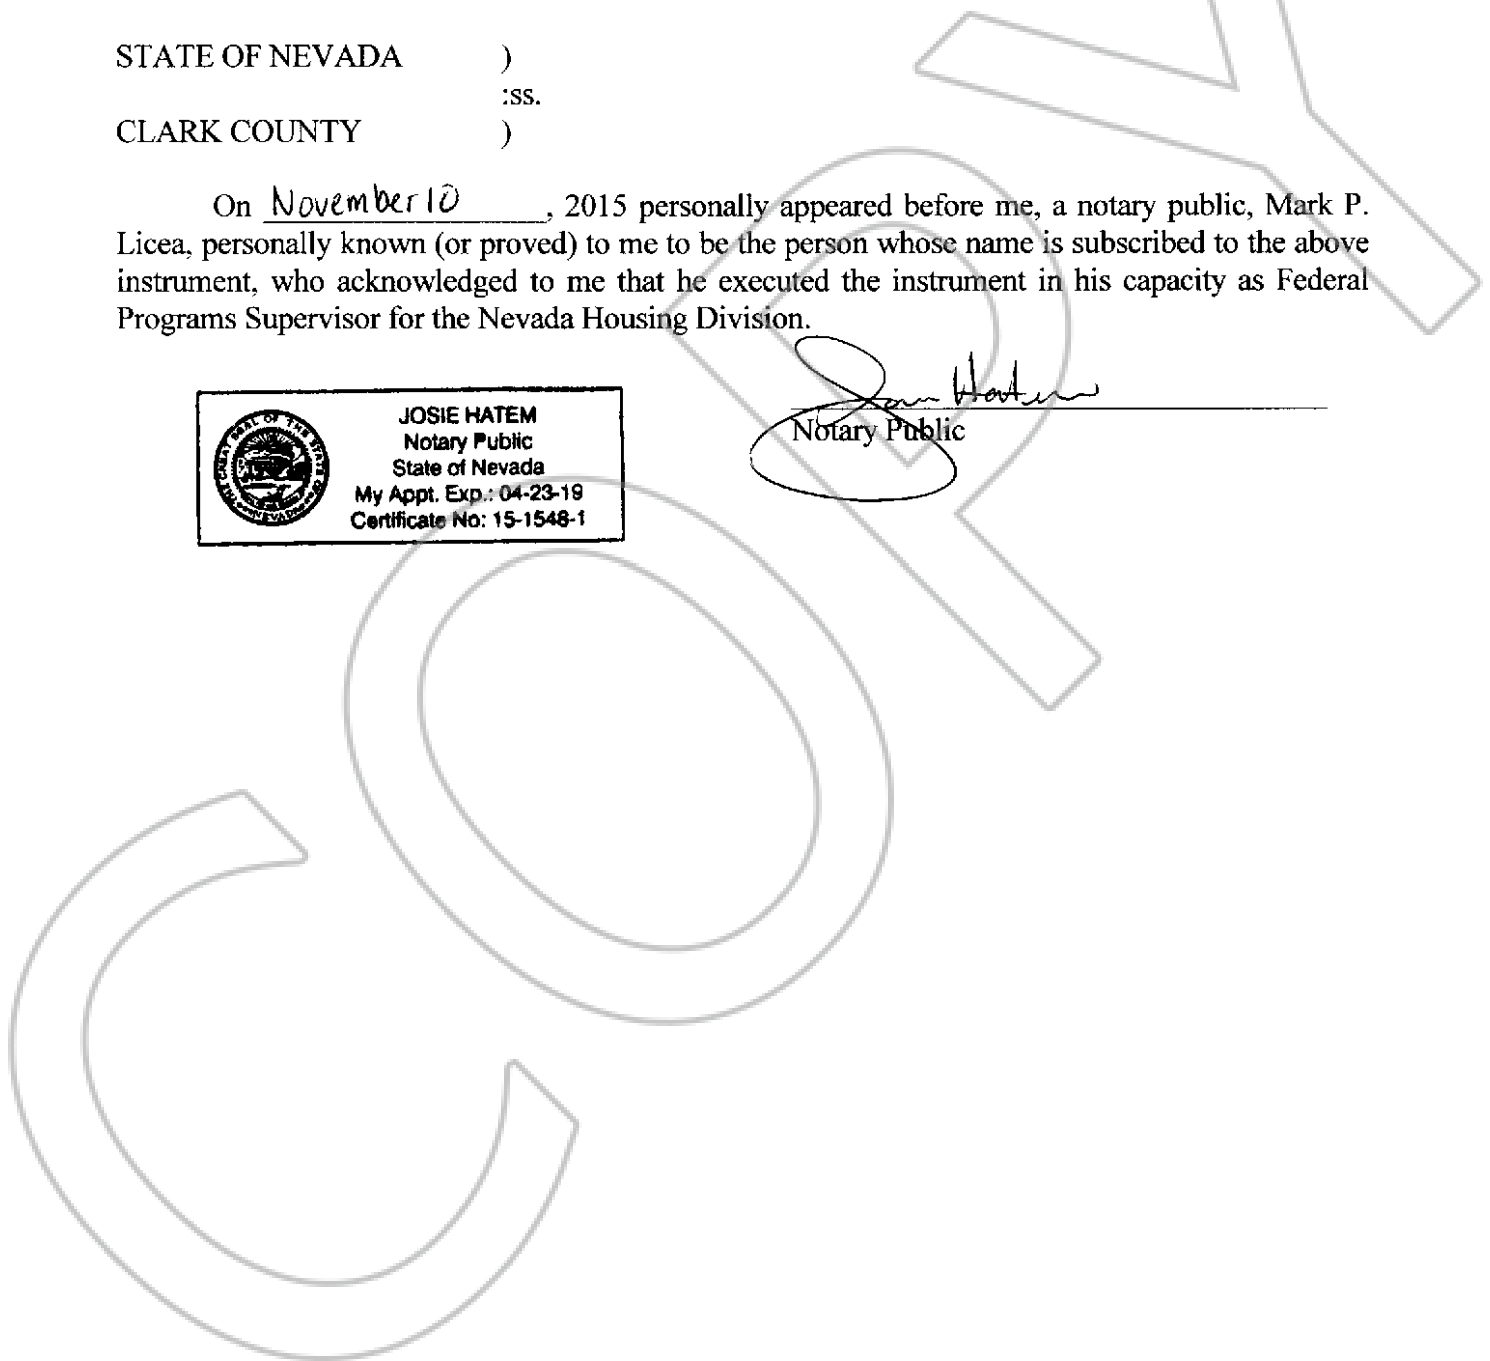 STATE OF NEVADA )
:ss.
CLARK COUNTY )
On November 10, 2015 personally appeared before me, a notary public, Mark P.
Licea, personally known (or proved) to me to be the person whose name is subscribed to the above
instrument, who acknowledged to me that he executed the instrument in his capacity as Federal
Programs Supervisor for the Nevada Housing Division.
Notary Public
JOSIE HATEM
Notary Public
State of Nevada
My Appt. Exp.: 04-23-19
Certificate No: 15-1548-1
COPY